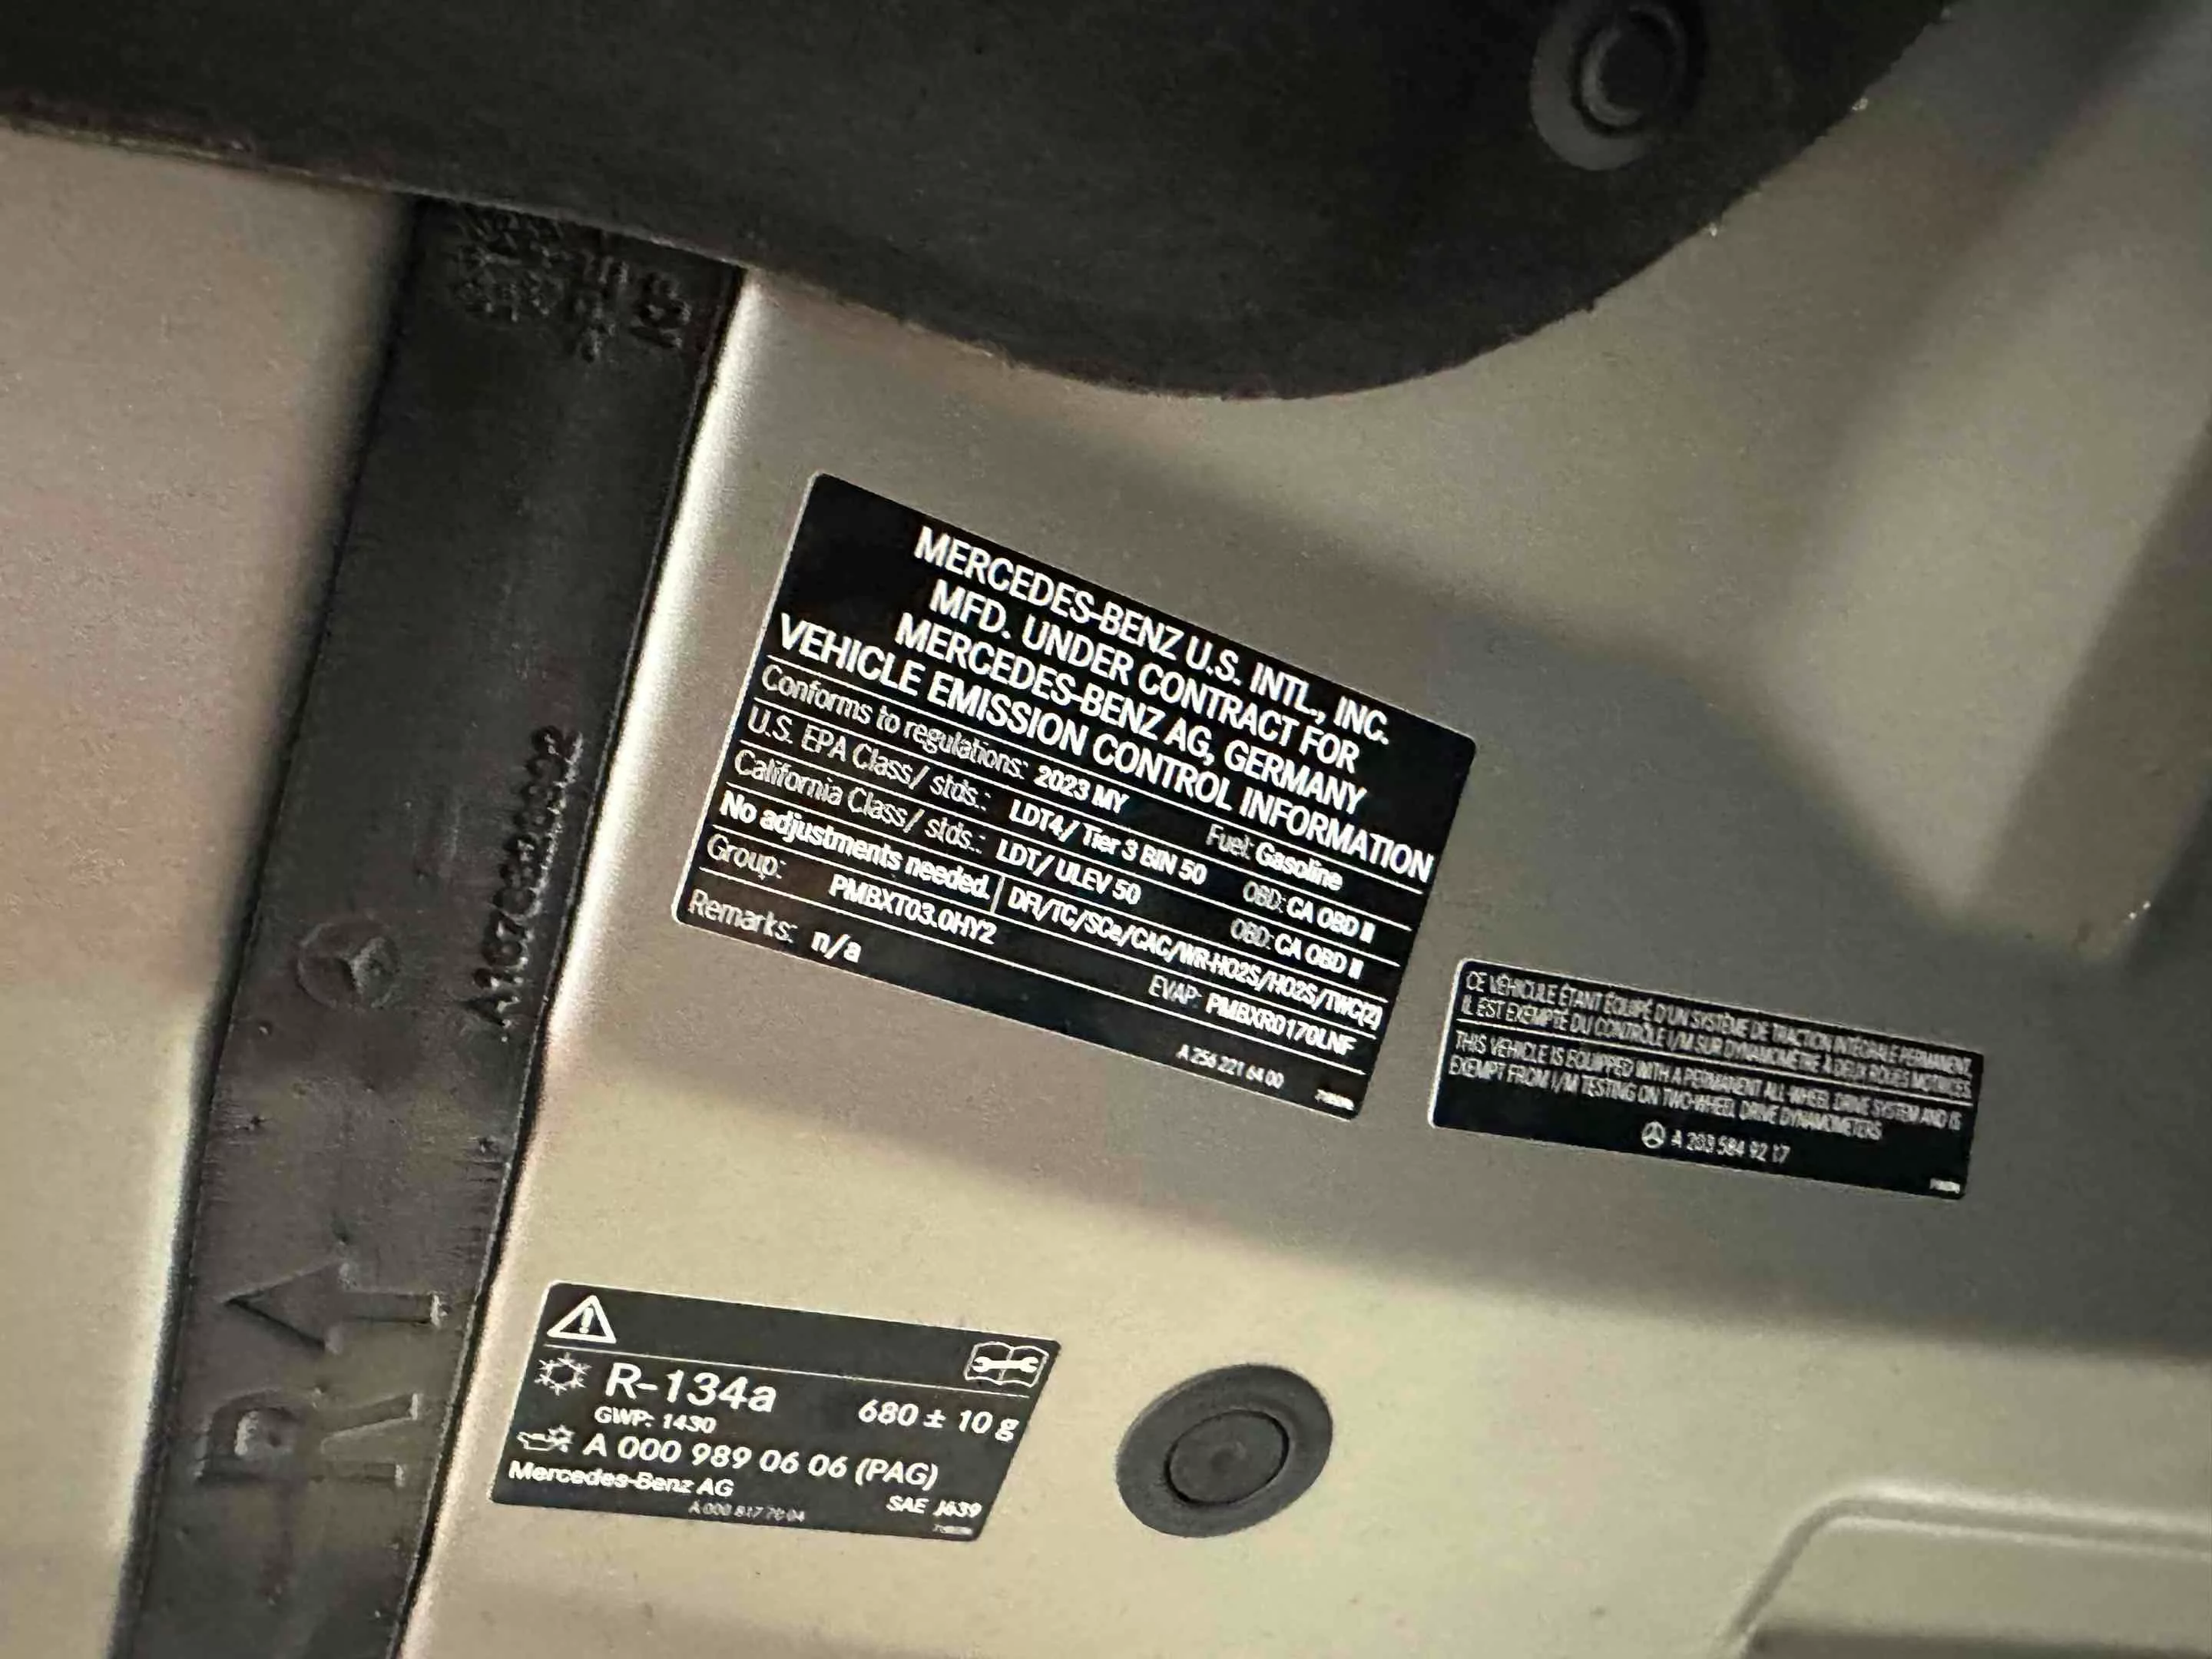 MERCEDES-BENZ U.S. INTL., INC.
MFD. UNDER CONTRACT FOR
MERCEDES-BENZ AG, GERMANY
VEHICLE EMISSION CONTROL INFORMATION
Conforms to regulations: 2023 MY Fuel: Gasoline
U.S. EPA Class/ stds.: LDT4/ Tier 3 BIN 50 OBD: CA OBD II
California Class/ stds.: LDT/ ULEV 50 OBD: CA OBD II
No adjustments needed. DFI/TC/SCe/CAC/WR-HO2S/HO2S/TWC(2)
Group: PMBXT03.0HY2 EVAP: PMBXR0170LNF
Remarks: n/a
A 256 221 64 00
CE VÉHICULE ÉTANT ÉQUIPÉ D'UN SYSTÈME DE TRACTION INTÉGRALE PERMANENT,
IL EST EXEMPTÉ DU CONTRÔLE I/M SUR DYNAMOMÈTRE À DEUX ROUES MOTRICES.
THIS VEHICLE IS EQUIPPED WITH A PERMANENT ALL-WHEEL DRIVE SYSTEM AND IS
EXEMPT FROM I/M TESTING ON TWO-WHEEL DRIVE DYNAMOMETERS.
A 203 584 92 17
R-134a 680 ± 10 g
GWP: 1430
A 000 989 06 06 (PAG)
Mercedes-Benz AG SAE J639
A 000 817 70 04